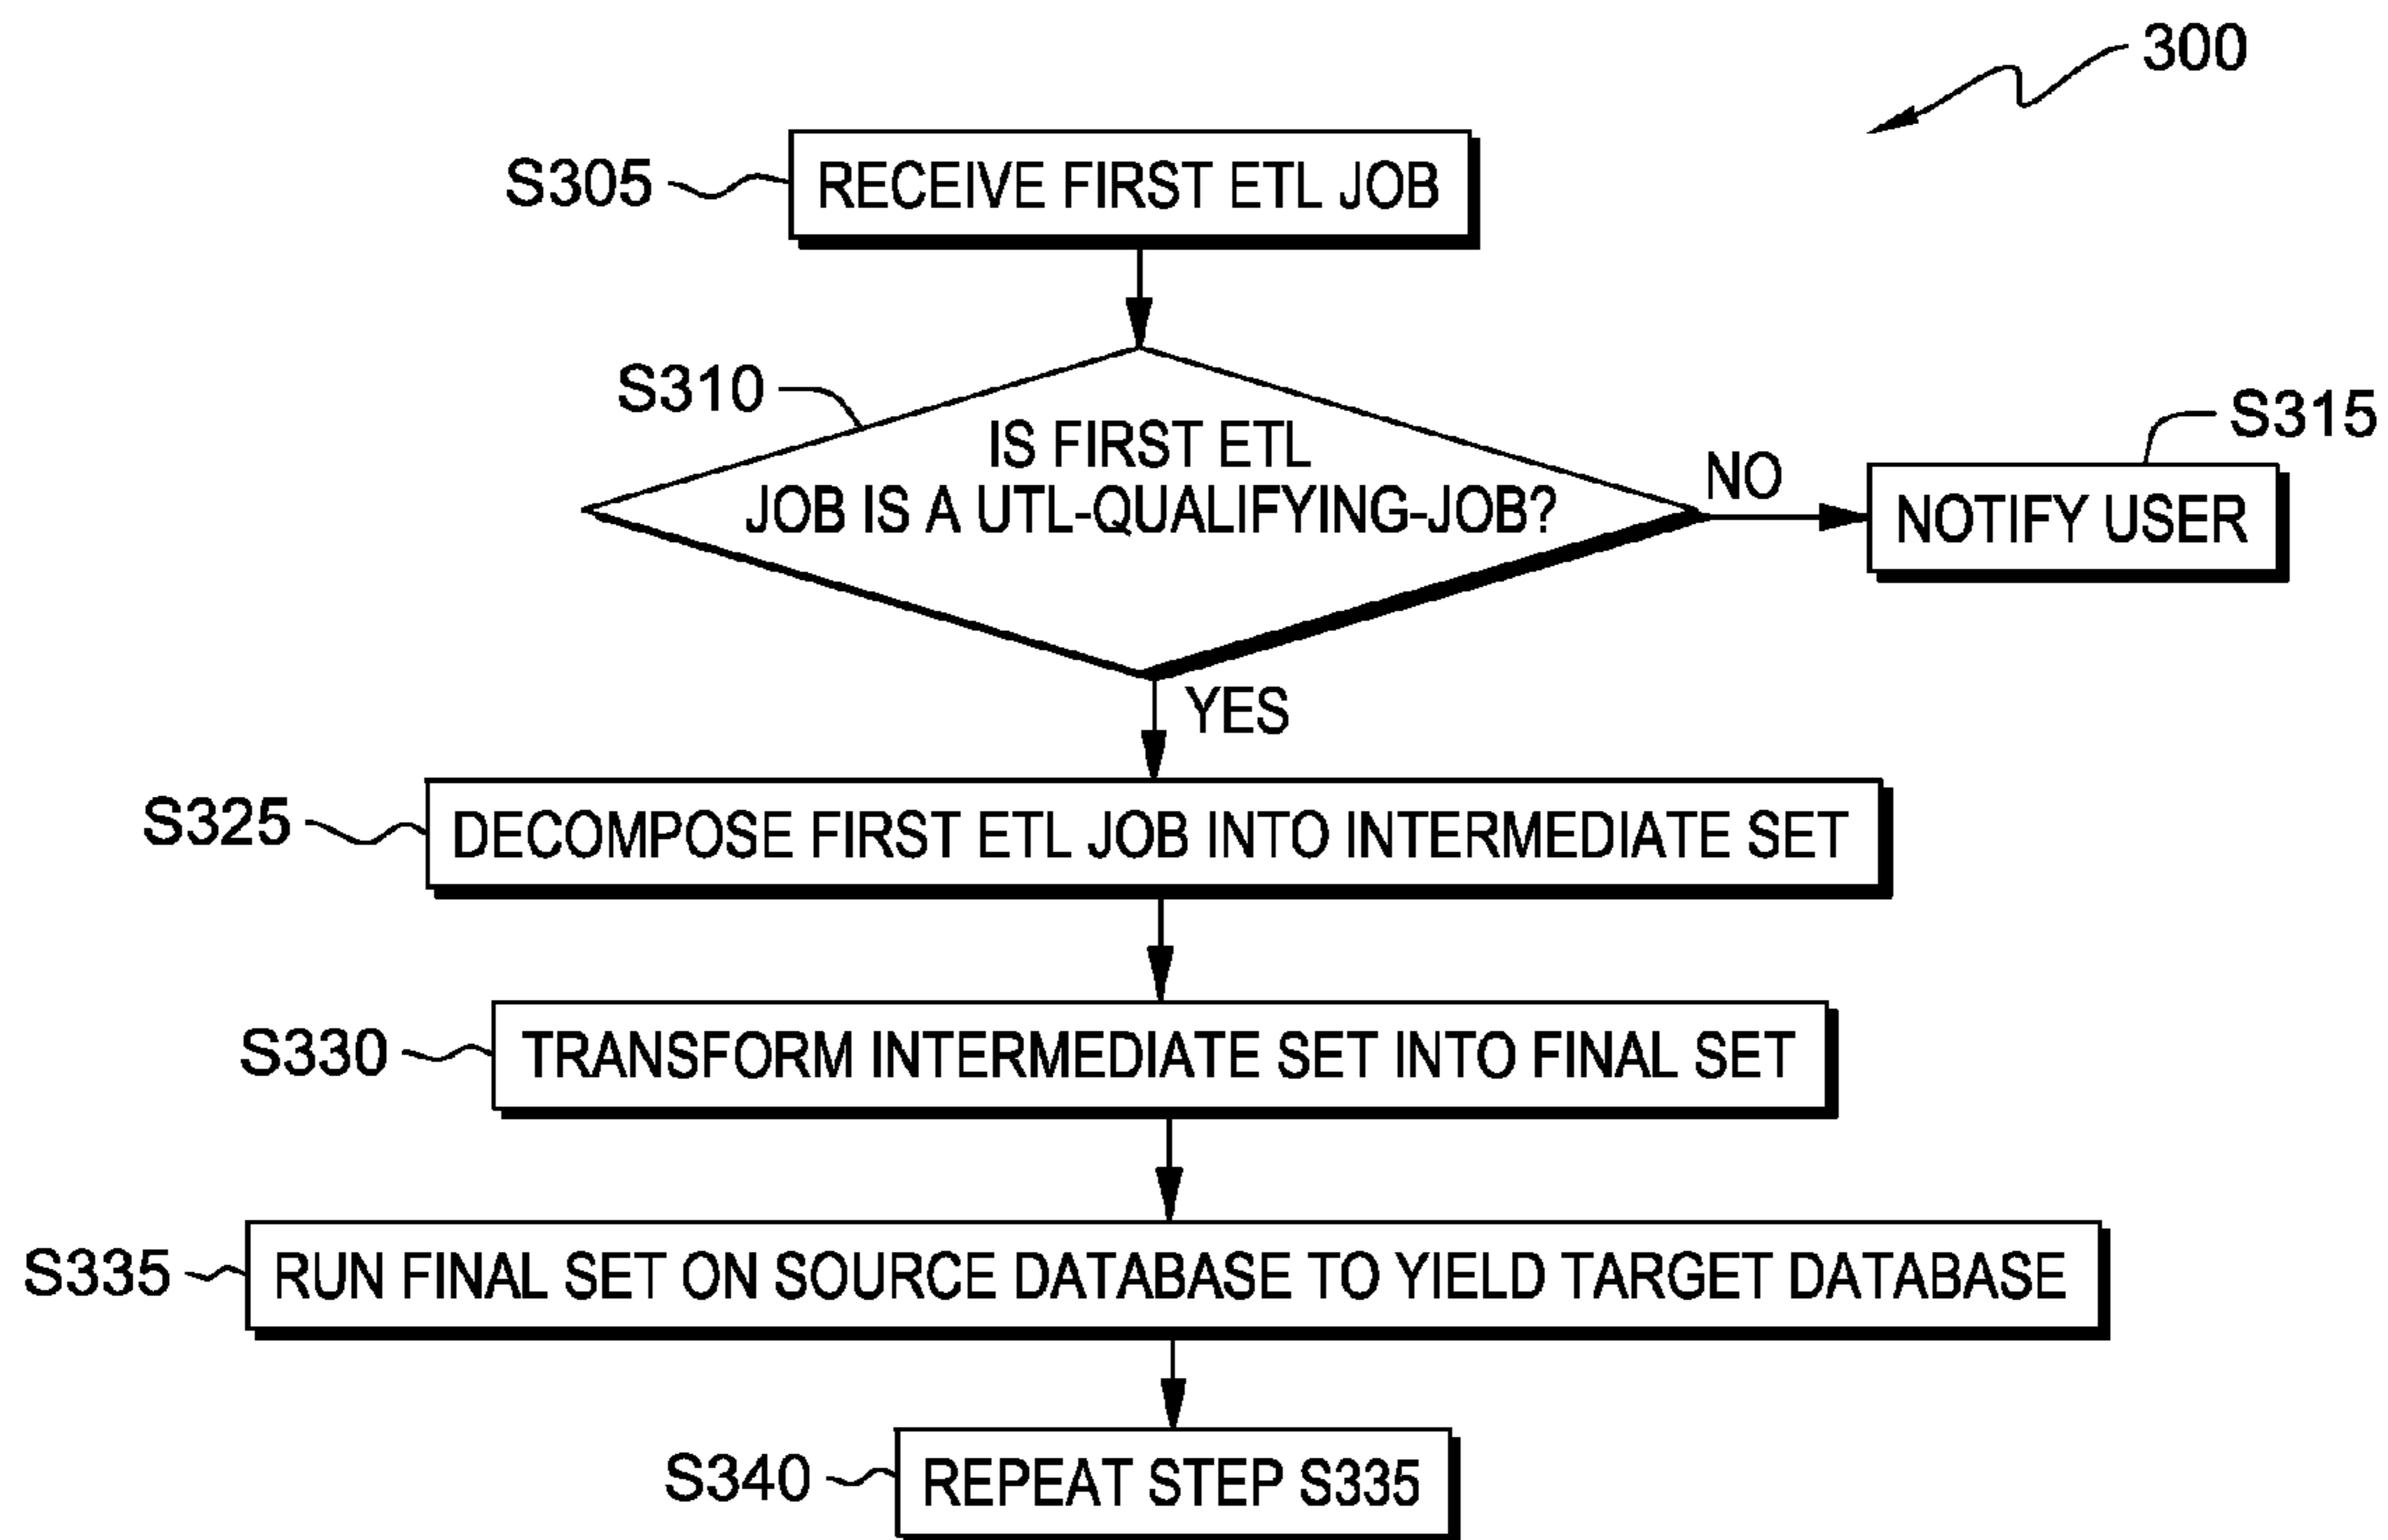 300
S305
RECEIVE FIRST ETL JOB
S310
IS FIRST ETL
JOB IS A UTL-QUALIFYING-JOB?
NO
S315
NOTIFY USER
YES
S325
DECOMPOSE FIRST ETL JOB INTO INTERMEDIATE SET
S330
TRANSFORM INTERMEDIATE SET INTO FINAL SET
S335
RUN FINAL SET ON SOURCE DATABASE TO YIELD TARGET DATABASE
S340
REPEAT STEP S335